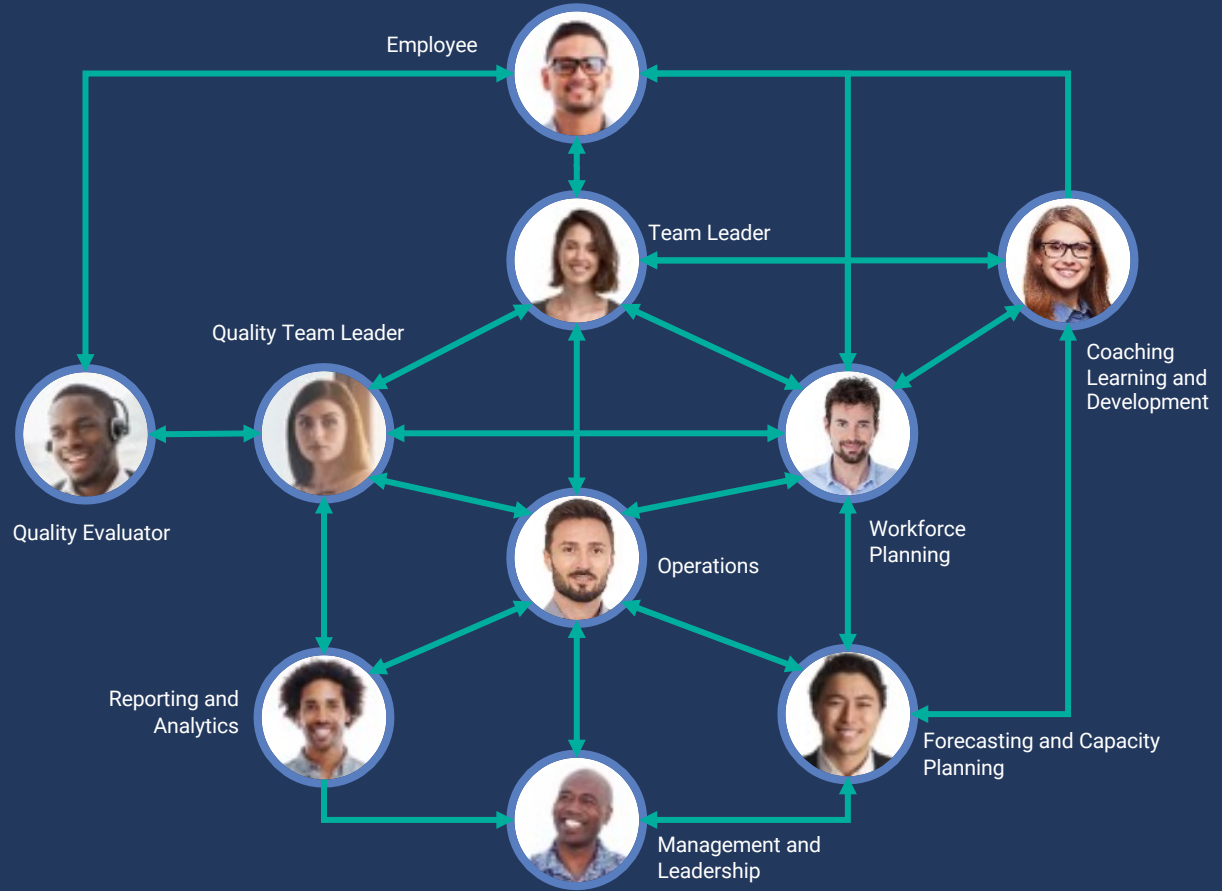 Employee
Team Leader
Quality Team Leader
Coaching
Learning and
Development
Quality Evaluator
Workforce
Planning
Operations
Reporting and
Analytics
Forecasting and Capacity
Planning
Management and
Leadership